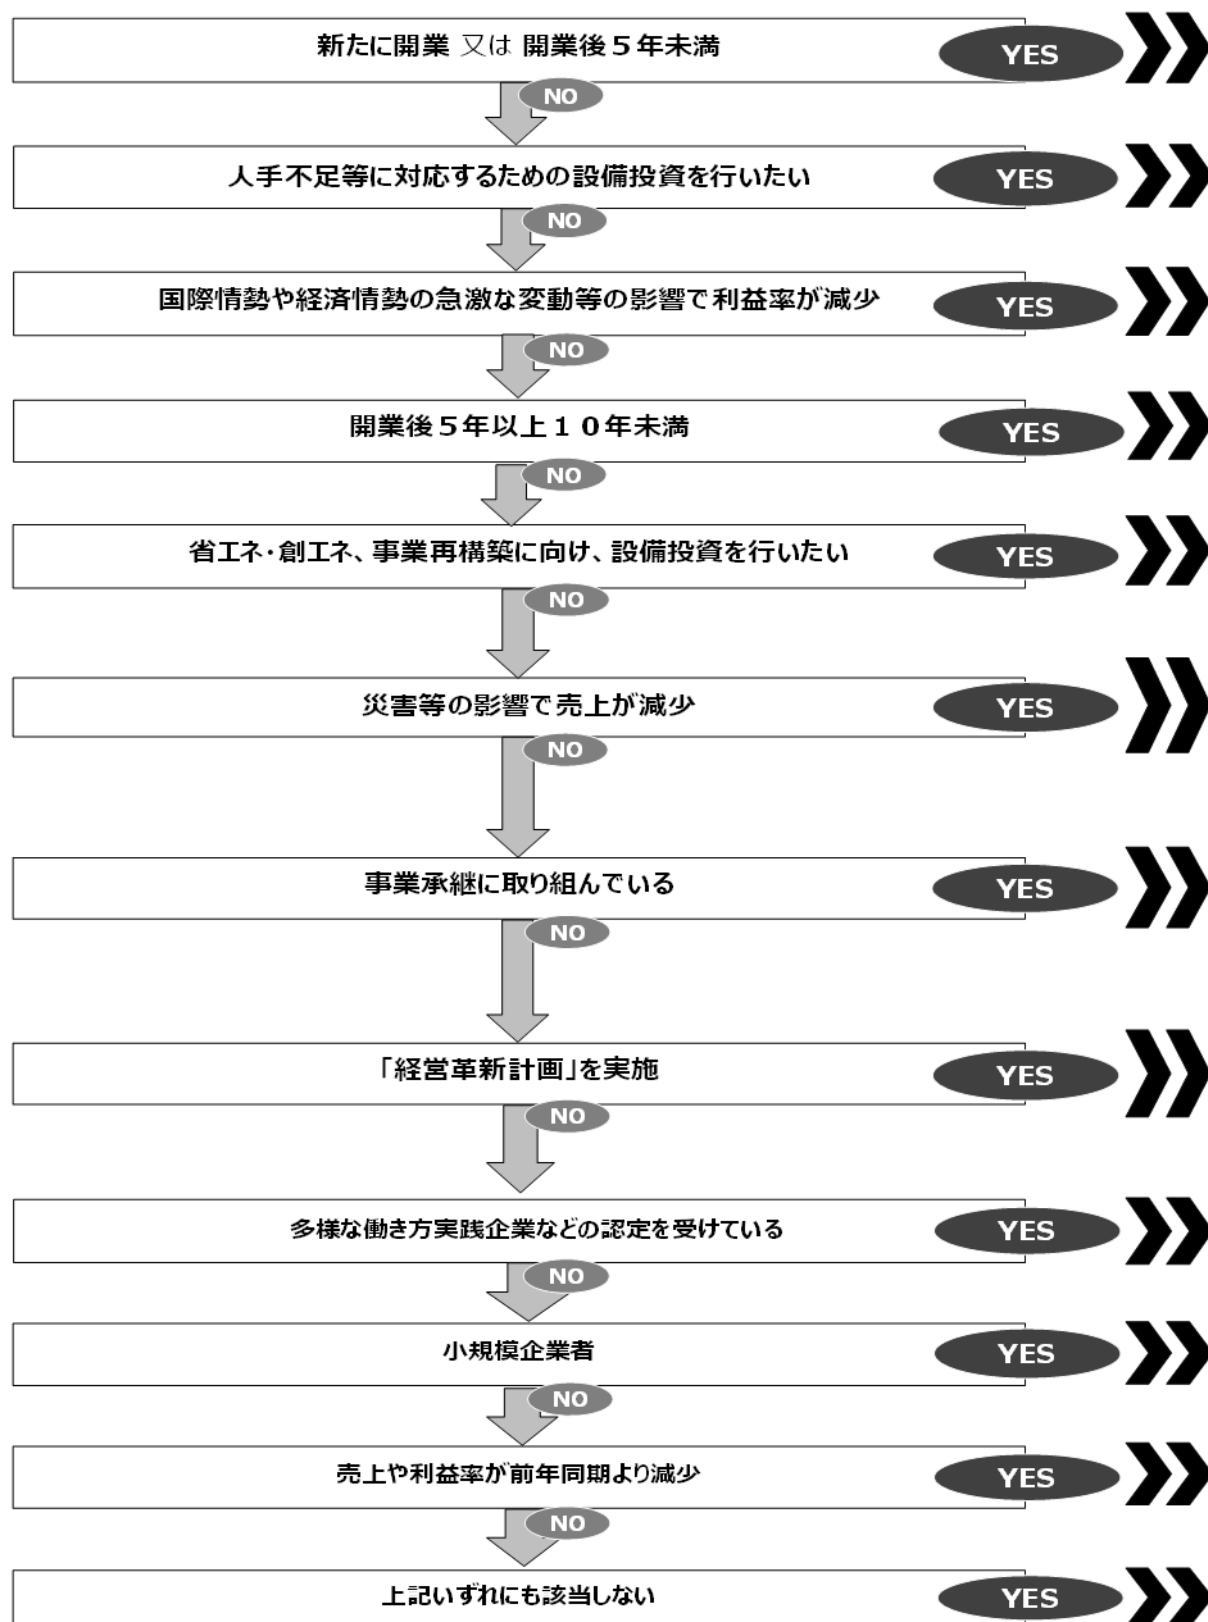 新たに開業 又は 開業後５年未満
YES
NO
人手不足等に対応するための設備投資を行いたい
YES
NO
国際情勢や経済情勢の急激な変動等の影響で利益率が減少
YES
NO
開業後５年以上１０年未満
YES
NO
省エネ・創エネ、事業再構築に向け、設備投資を行いたい
YES
NO
災害等の影響で売上が減少
YES
NO
事業承継に取り組んでいる
YES
NO
「経営革新計画」を実施
YES
NO
多様な働き方実践企業などの認定を受けている
YES
NO
小規模企業者
YES
NO
売上や利益率が前年同期より減少
YES
NO
上記いずれにも該当しない
YES